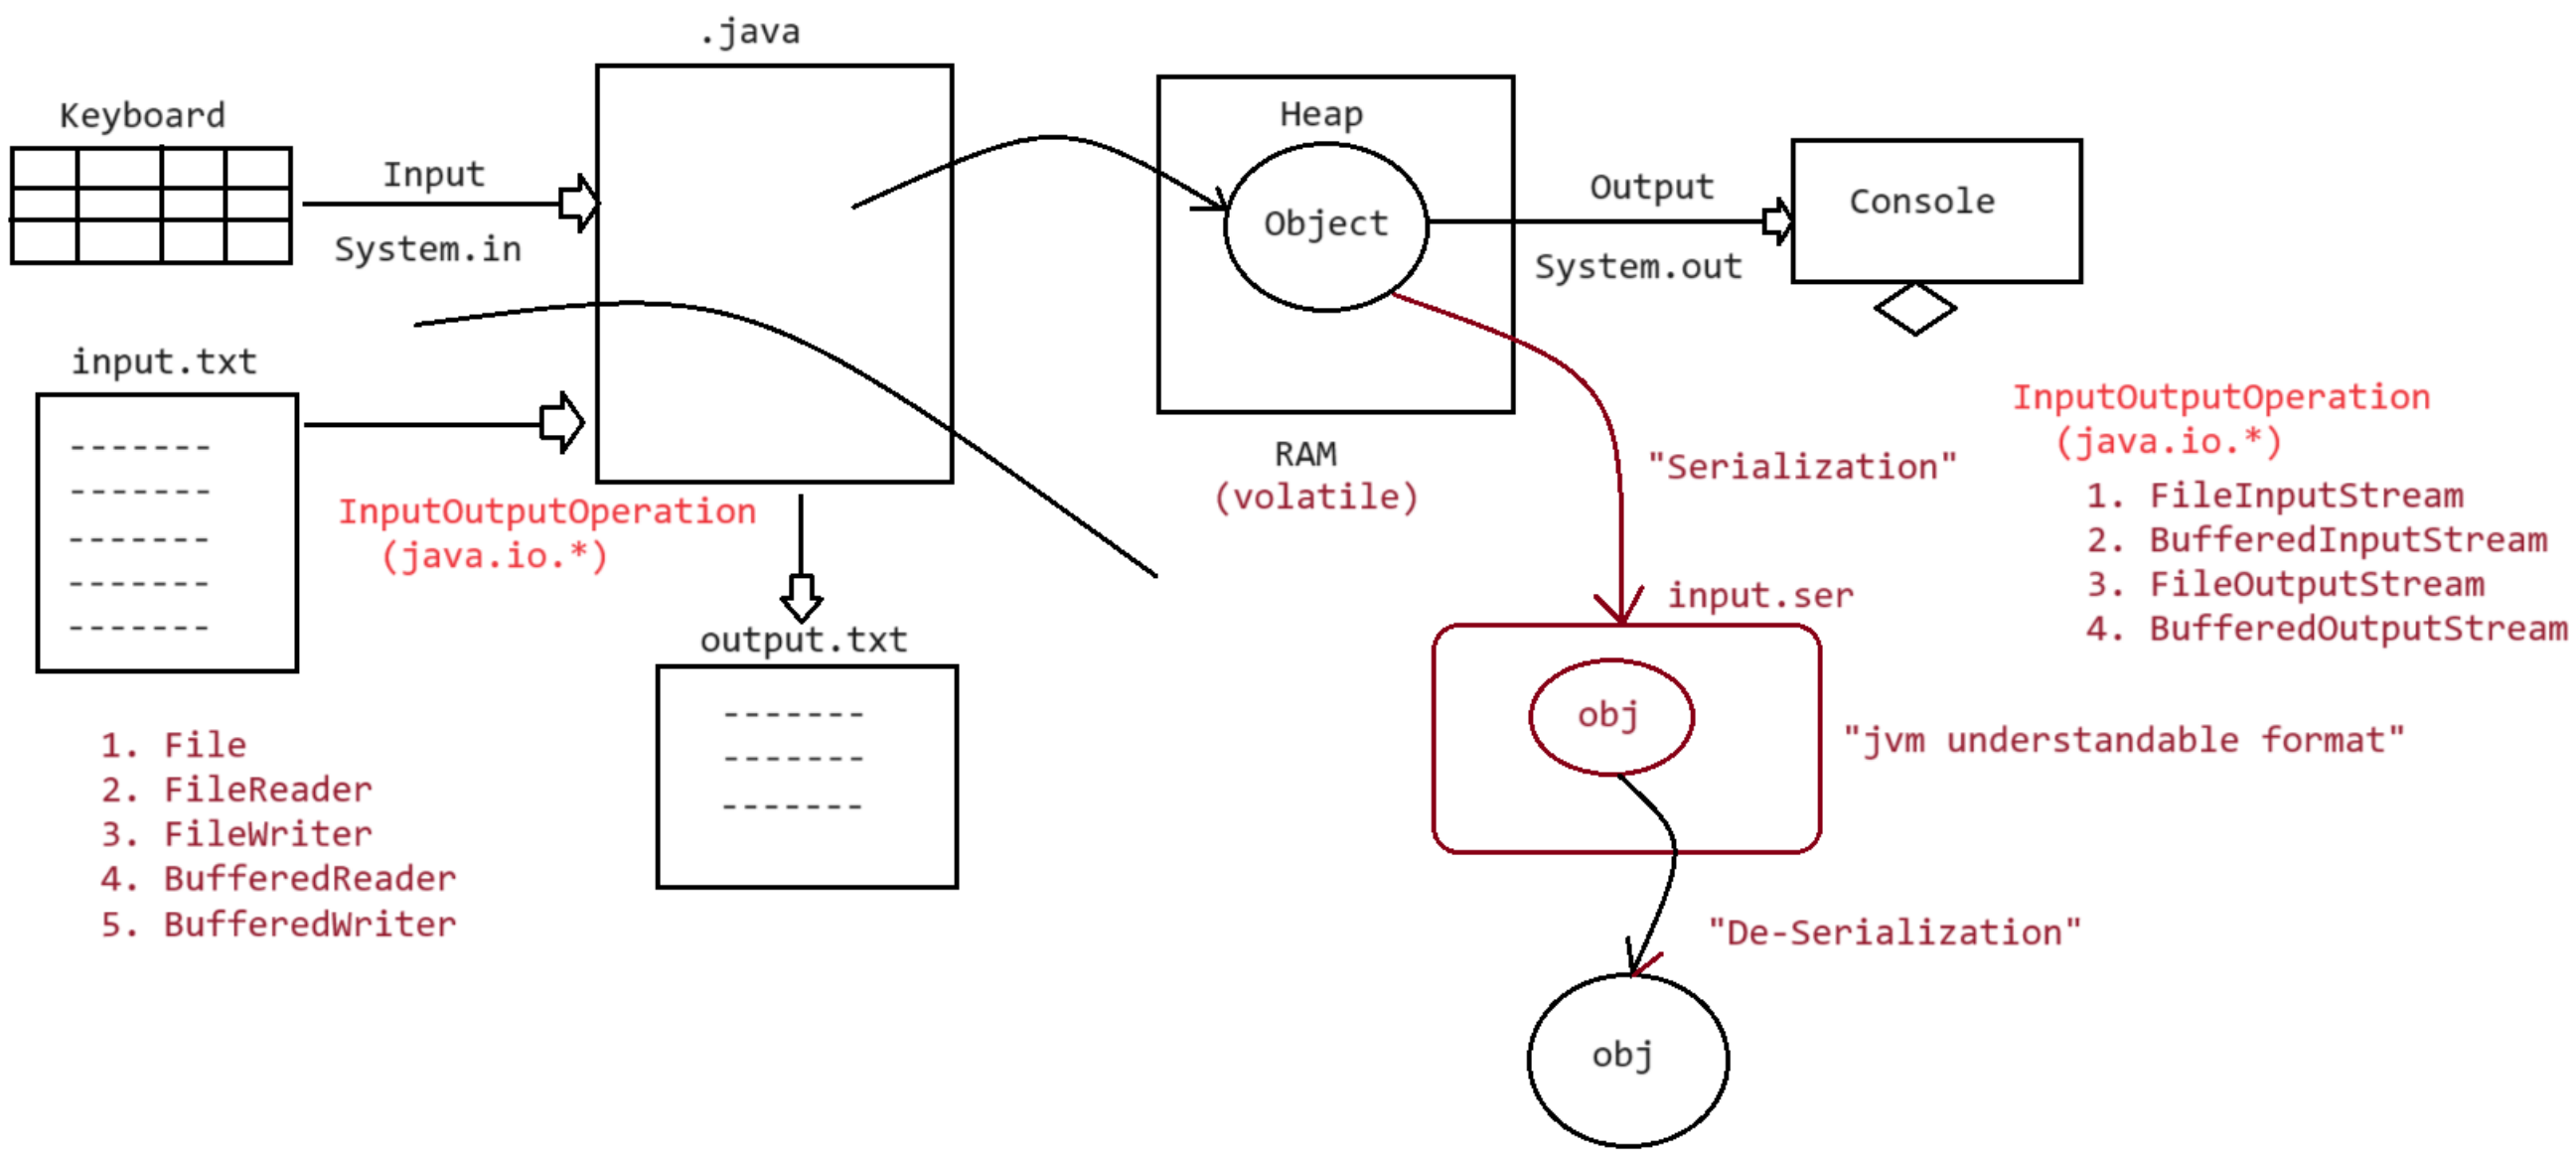 .java
Keyboard
Input
System.in
Heap
Object
Output
System.out
Console
input.txt
-------
-------
-------
-------
-------
InputOutputOperation
(java.io.*)
RAM
(volatile)
"Serialization"
InputOutputOperation
(java.io.*)
1. FileInputStream
2. BufferedInputStream
3. FileOutputStream
4. BufferedOutputStream
input.ser
output.txt
-------
-------
-------
obj
"jvm understandable format"
1. File
2. FileReader
3. FileWriter
4. BufferedReader
5. BufferedWriter
"De-Serialization"
obj